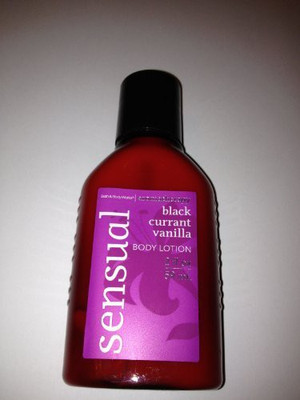 sensual
black
currant
vanilla
BODY LOTION